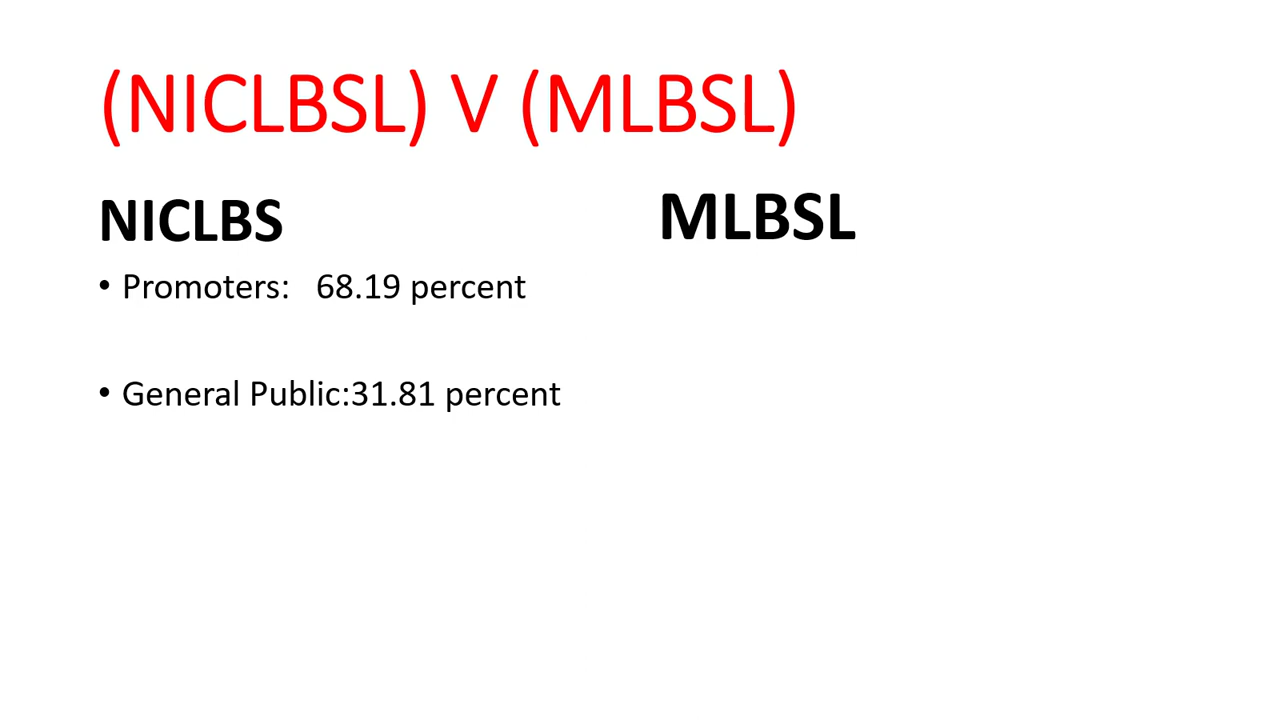 (NICLBSL) V (MLBSL)
NICLBS
• Promoters: 68.19 percent
• General Public:31.81 percent
MLBSL